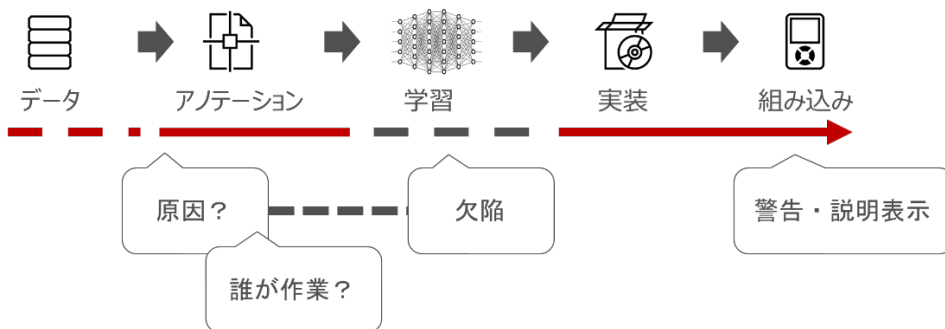 データ
アノテーション
学習
実装
組み込み
原因？
欠陥
警告・説明表示
誰が作業？